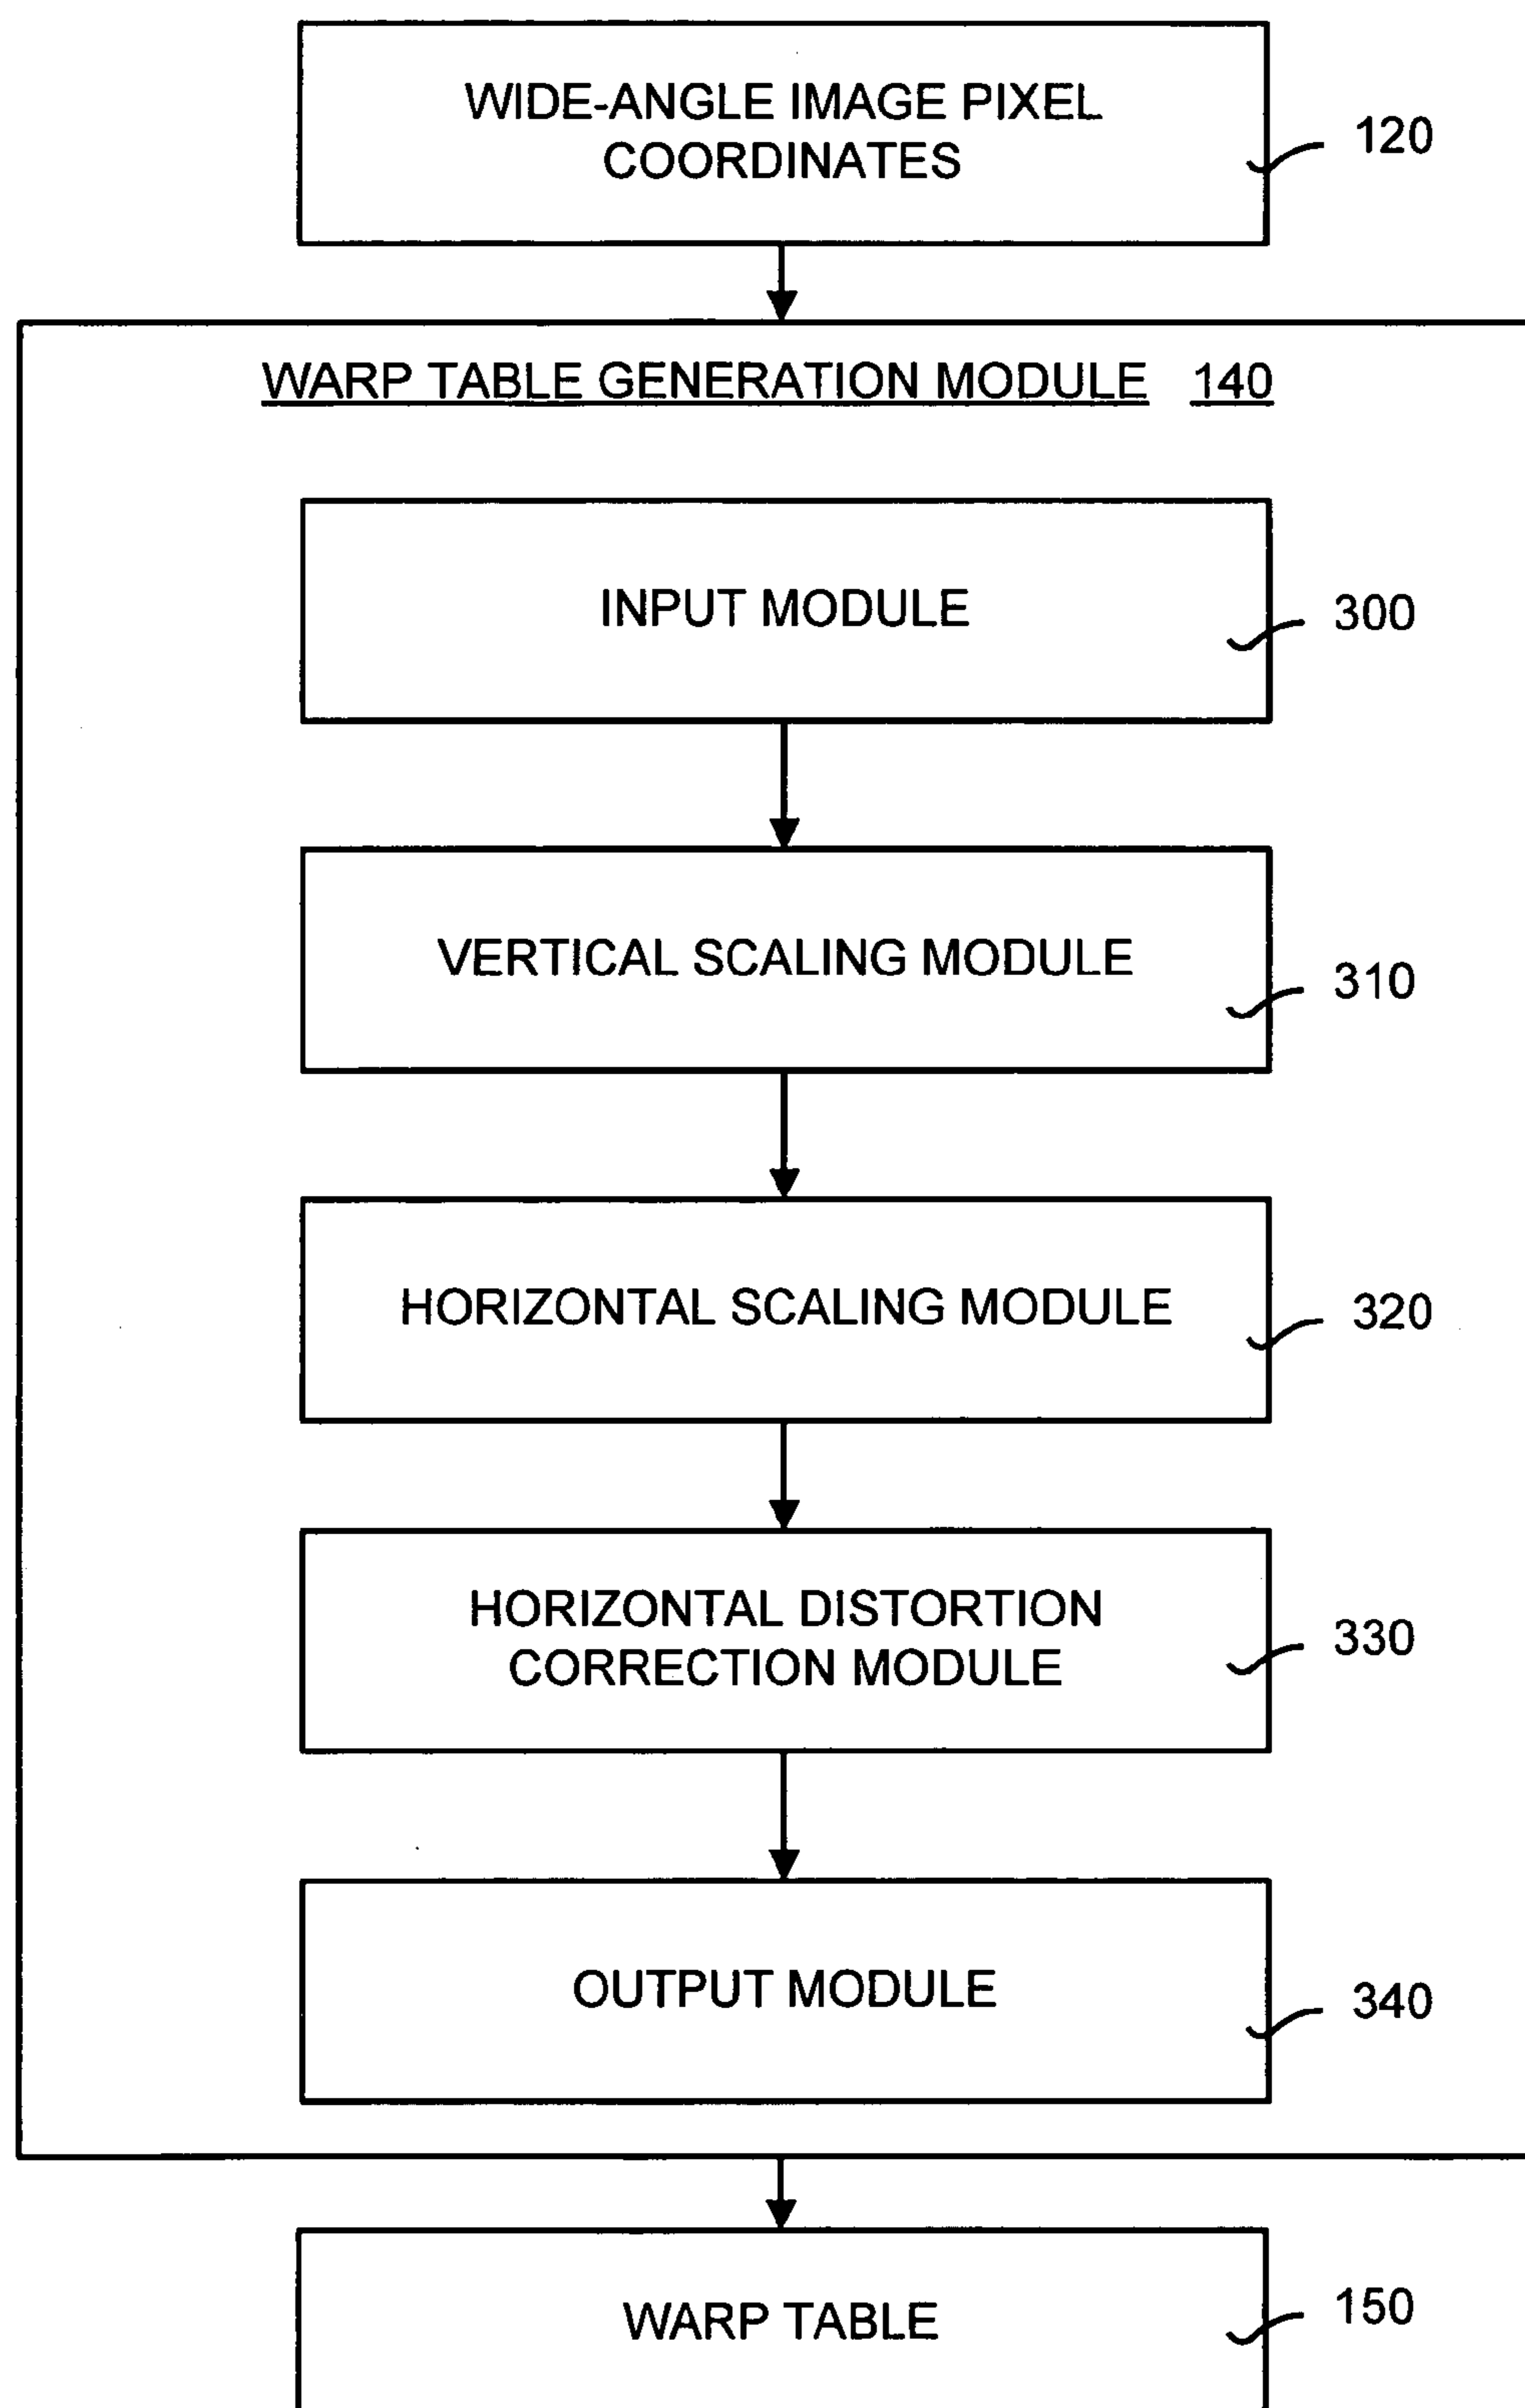 WIDE-ANGLE IMAGE PIXEL
COORDINATES
120
WARP TABLE GENERATION MODULE 140
INPUT MODULE
300
VERTICAL SCALING MODULE
310
HORIZONTAL SCALING MODULE
320
HORIZONTAL DISTORTION
CORRECTION MODULE
330
OUTPUT MODULE
340
WARP TABLE
150